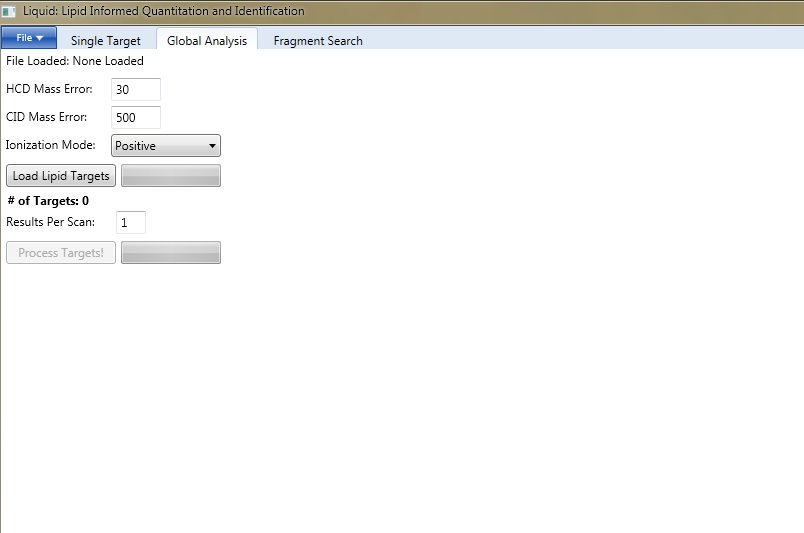 Liquid: Lipid Informed Quantitation and Identification
File Single Target Global Analysis Fragment Search
File Loaded: None Loaded
HCD Mass Error: 30
CID Mass Error: 500
Ionization Mode: Positive
Load Lipid Targets
# of Targets: 0
Results Per Scan: 1
Process Targets!